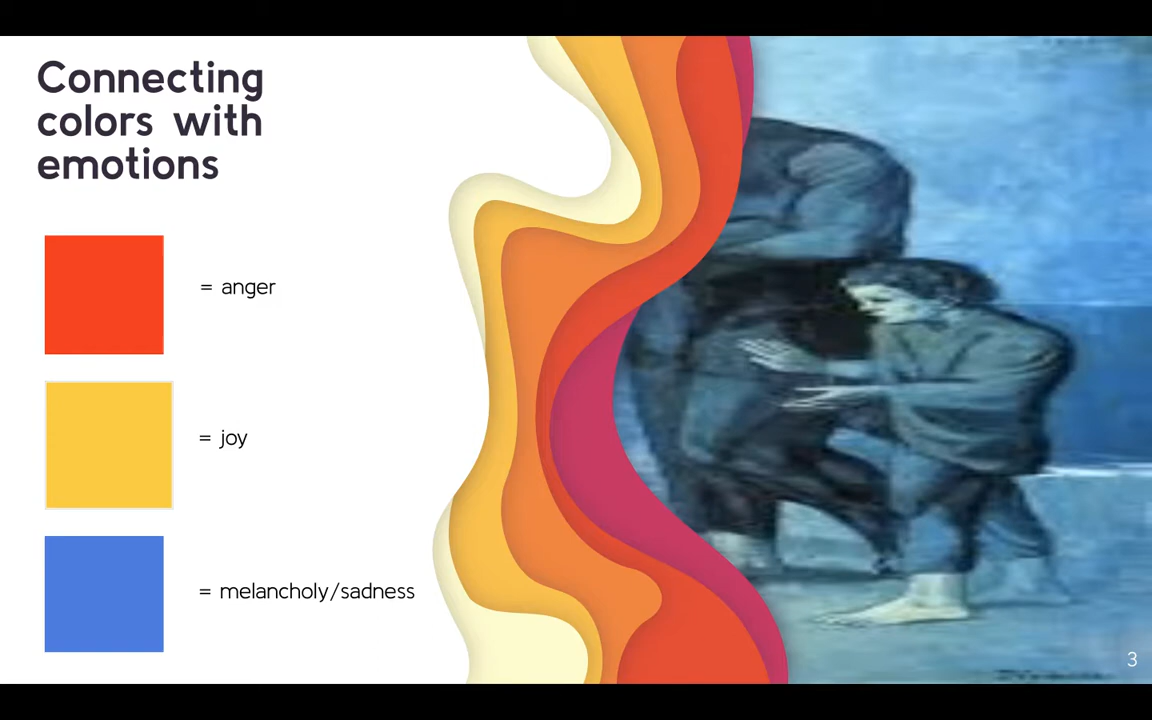 Connecting
colors with
emotions
= anger
= joy
= melancholy/sadness
3